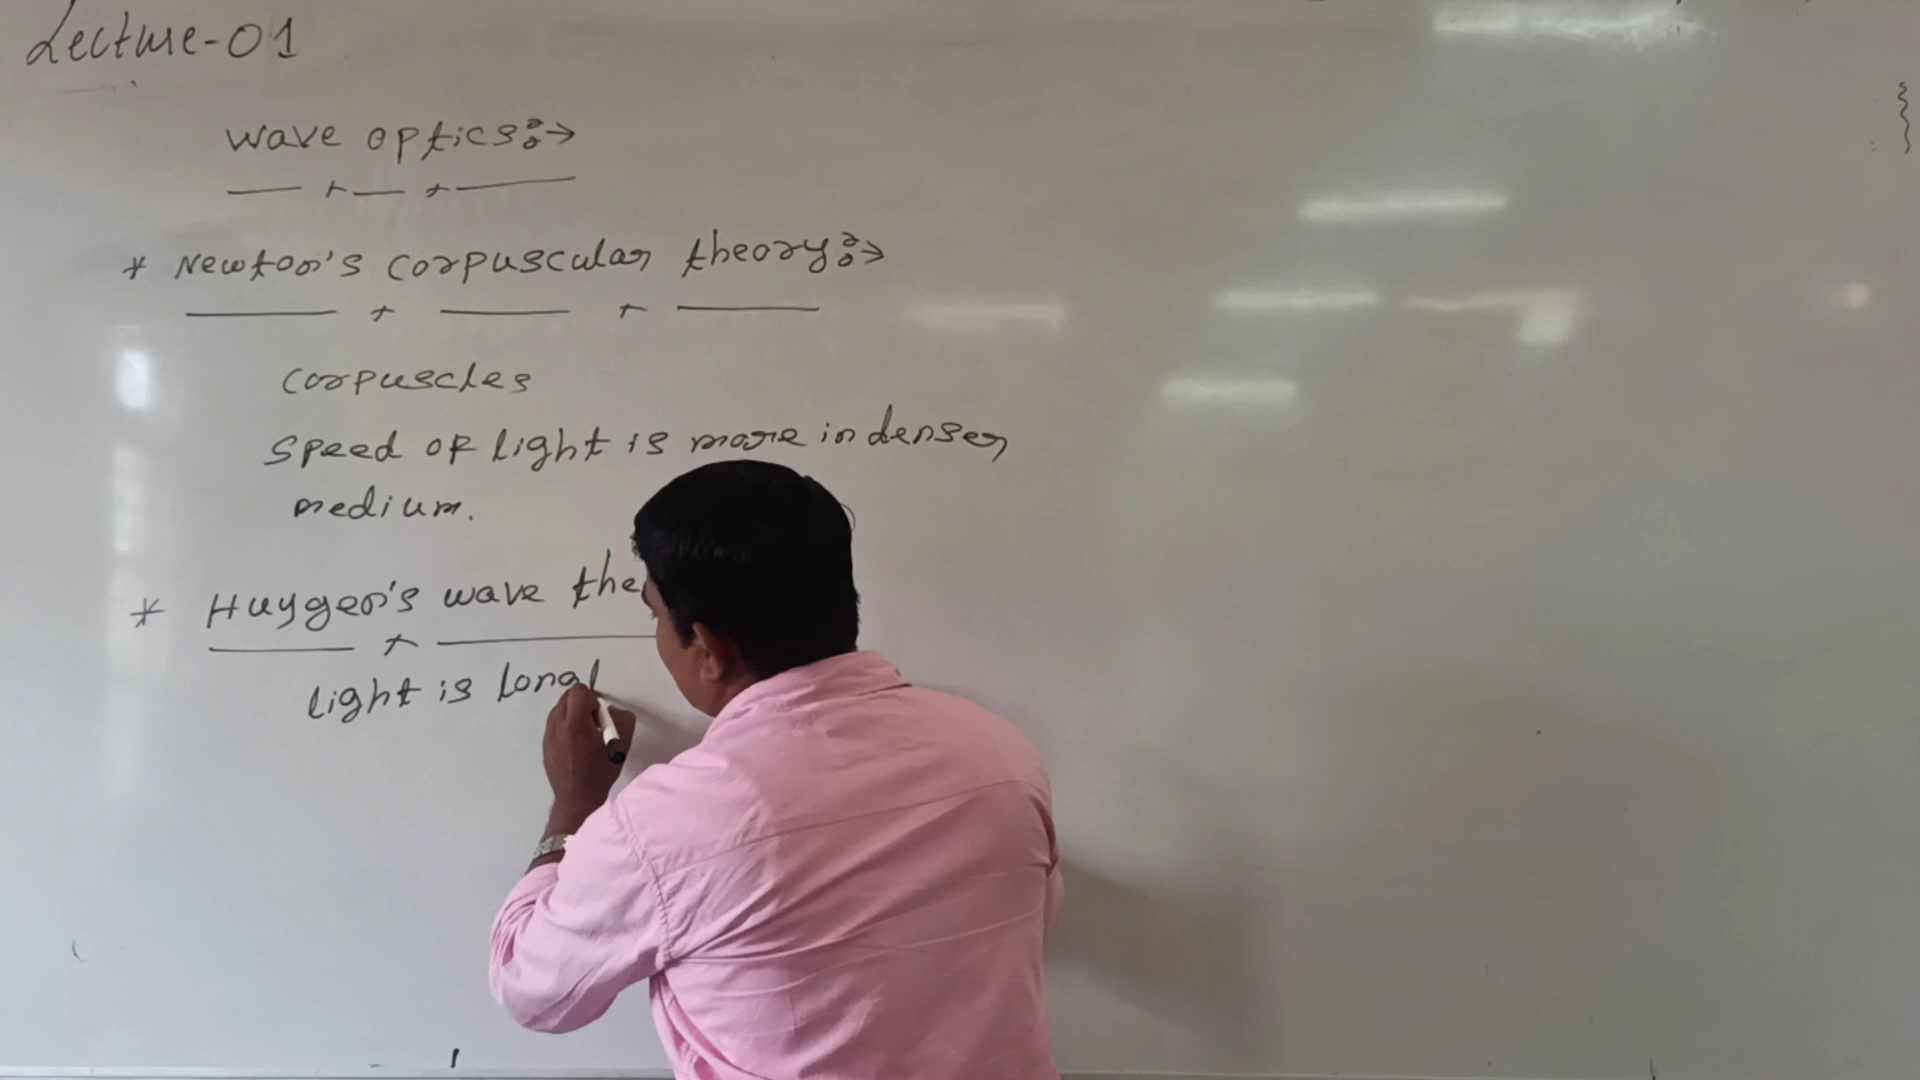 Lecture-01
wave optics:→
* Newton's corpuscular theory:→
corpuscles
speed of light is more in denser
medium.
* Huygen's wave the
light is long